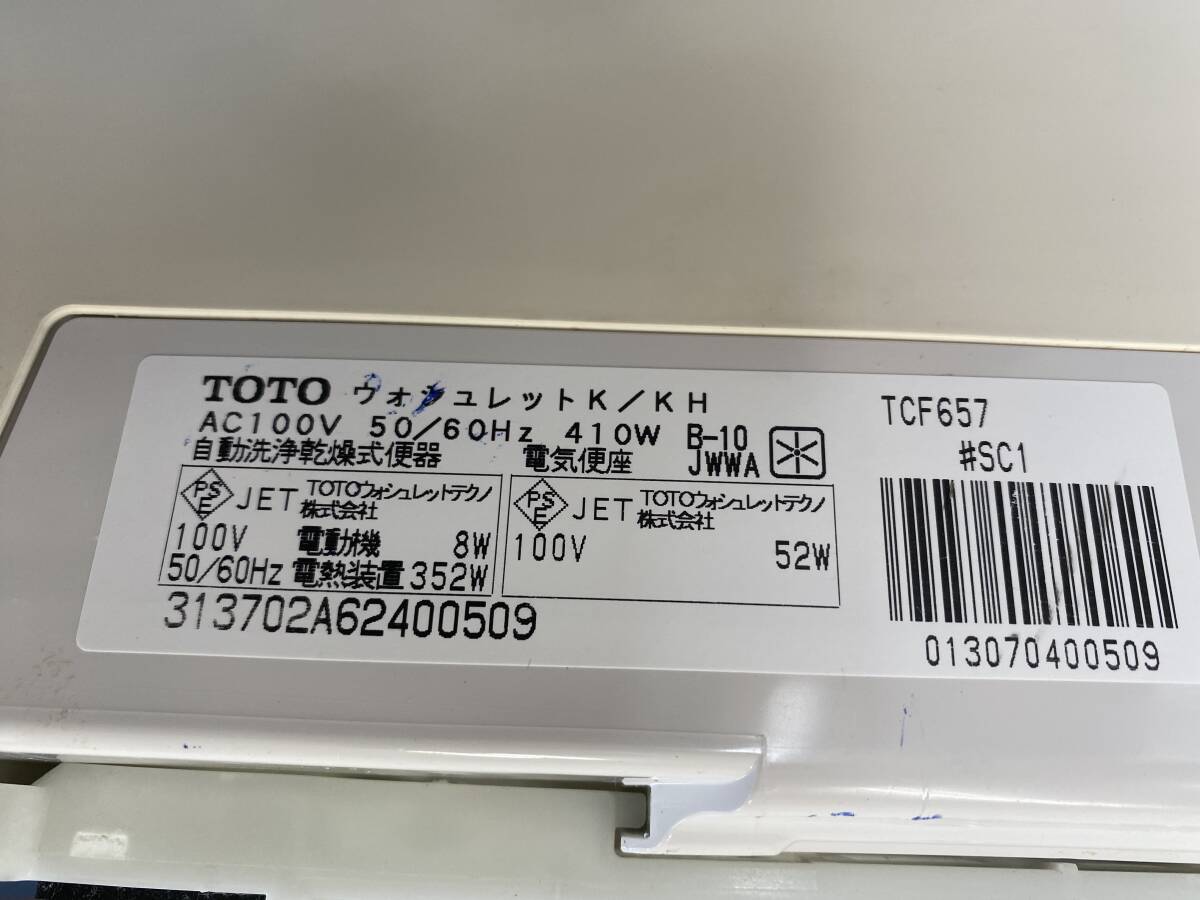 TOTO ウォシュレットK/KH
AC100V 50/60Hz 410W
B-10
JWWA
自動洗浄乾燥式便器 電気便座
PSE JET TOTOウォシュレットテクノ
株式会社
100V 電動機 8W
50/60Hz 電熱装置 352W
PSE JET TOTOウォシュレットテクノ
株式会社
100V 52W
313702A62400509
TCF657
#SC1
013070400509